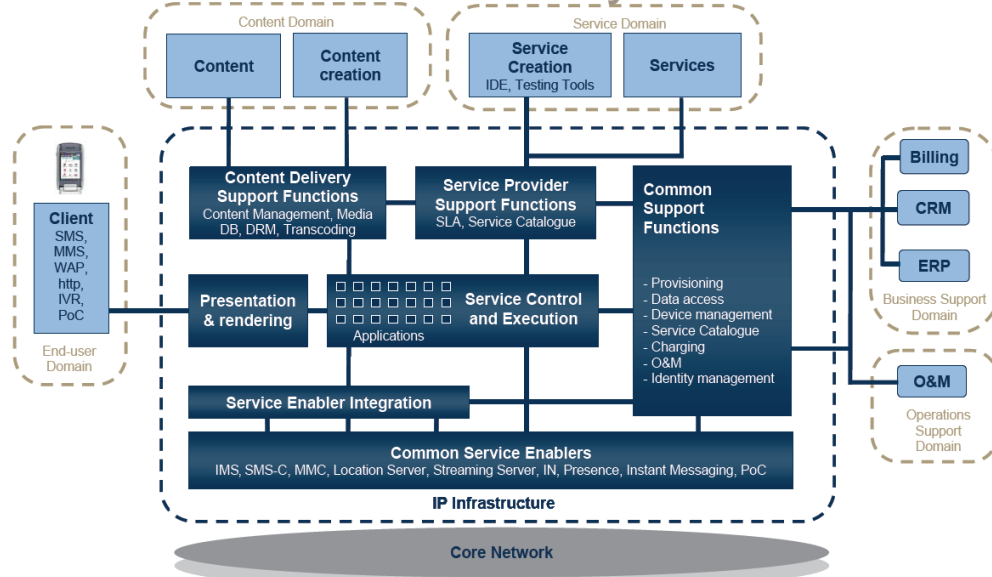 Content Domain
Content
Content
creation
Service Domain
Service
Creation
IDE, Testing Tools
Services
Client
SMS,
MMS,
WAP,
http,
IVR,
PoC
End-user
Domain
Content Delivery
Support Functions
Content Management, Media
DB, DRM, Transcoding
Service Provider
Support Functions
SLA, Service Catalogue
Common
Support
Functions
- Provisioning
- Data access
- Device management
- Service Catalogue
- Charging
- O&M
- Identity management
Presentation
& rendering
Applications
Service Control
and Execution
Service Enabler Integration
Common Service Enablers
IMS, SMS-C, MMC, Location Server, Streaming Server, IN, Presence, Instant Messaging, PoC
IP Infrastructure
Core Network
Billing
CRM
ERP
Business Support
Domain
O&M
Operations
Support
Domain